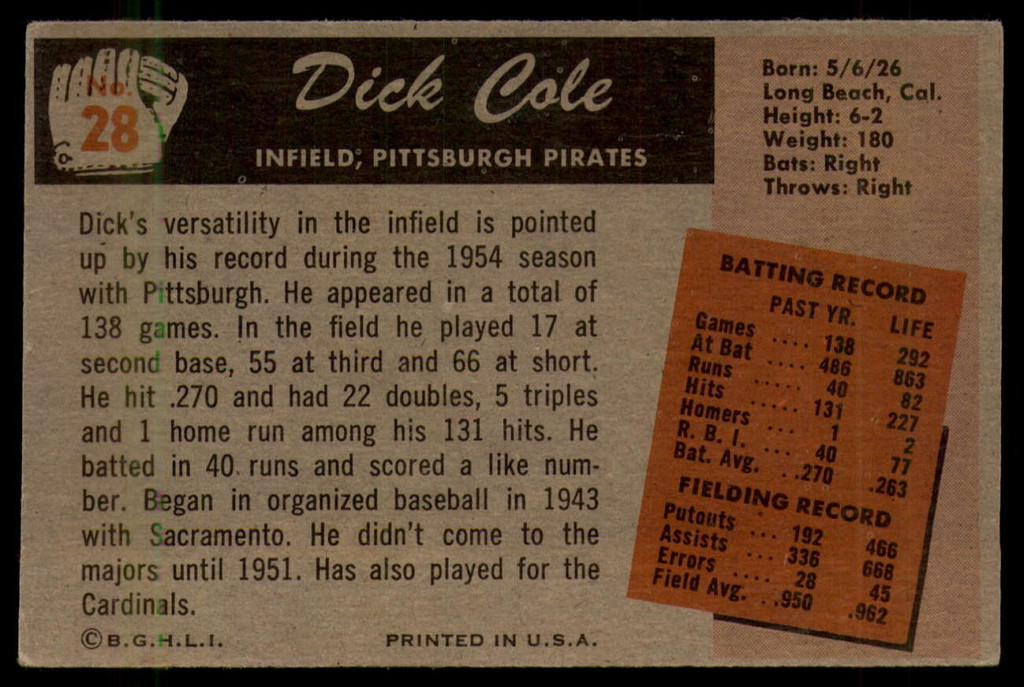 No.
28
Dick Cole
INFIELD, PITTSBURGH PIRATES
Born: 5/6/26
Long Beach, Cal.
Height: 6-2
Weight: 180
Bats: Right
Throws: Right
Dick's versatility in the infield is pointed
up by his record during the 1954 season
with Pittsburgh. He appeared in a total of
138 games. In the field he played 17 at
second base, 55 at third and 66 at short.
He hit .270 and had 22 doubles, 5 triples
and 1 home run among his 131 hits. He
batted in 40 runs and scored a like num-
ber. Began in organized baseball in 1943
with Sacramento. He didn't come to the
majors until 1951. Has also played for the
Cardinals.
BATTING RECORD
PAST YR. LIFE
Games .... 138 292
At Bat .... 486 863
Runs ..... 40 82
Hits ..... 131 227
Homers ... 1 2
R. B. I. .. 40 77
Bat. Avg. ..270 .263
FIELDING RECORD
Putouts ... 192 466
Assists ... 336 668
Errors .... 28 45
Field Avg. ..950 .962
©B.G.H.L.I. PRINTED IN U.S.A.